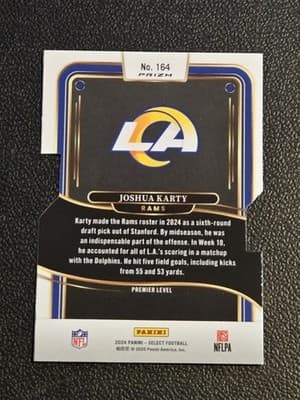 No. 164
PRIZM
LA
JOSHUA KARTY
RAMS
Karty made the Rams roster in 2024 as a sixth-round
draft pick out of Stanford. By midseason, he was
an indispensable part of the offense. In Week 10,
he accounted for all of L.A.'s scoring in a matchup
with the Dolphins. He hit five field goals, including kicks
from 55 and 53 yards.
PREMIER LEVEL
NFL
PANINI
NFLPA
2024 PANINI - SELECT FOOTBALL
© 2025 Panini America, Inc.